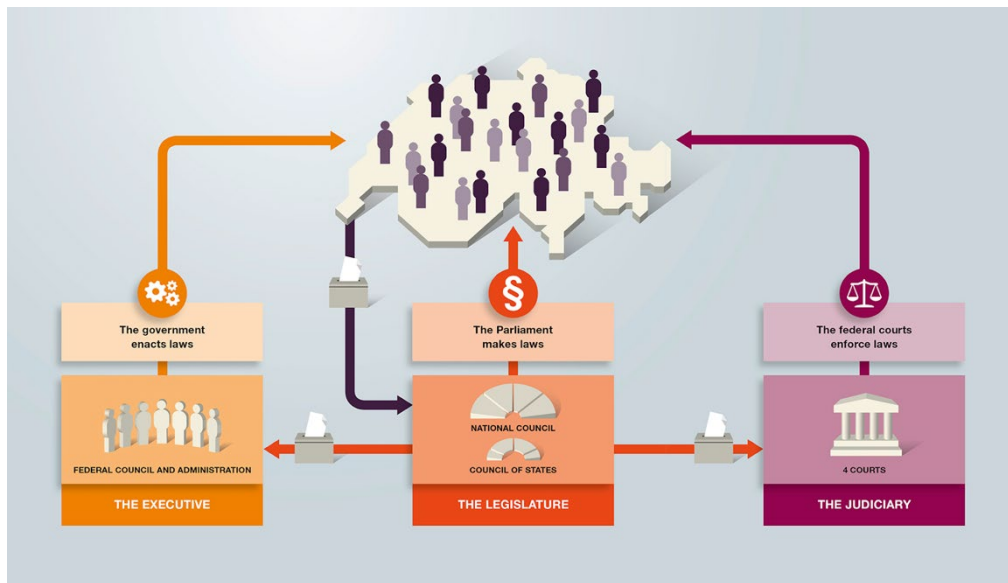 The government
enacts laws
The Parliament
makes laws
The federal courts
enforce laws
§
FEDERAL COUNCIL AND ADMINISTRATION
THE EXECUTIVE
NATIONAL COUNCIL
COUNCIL OF STATES
THE LEGISLATURE
4 COURTS
THE JUDICIARY